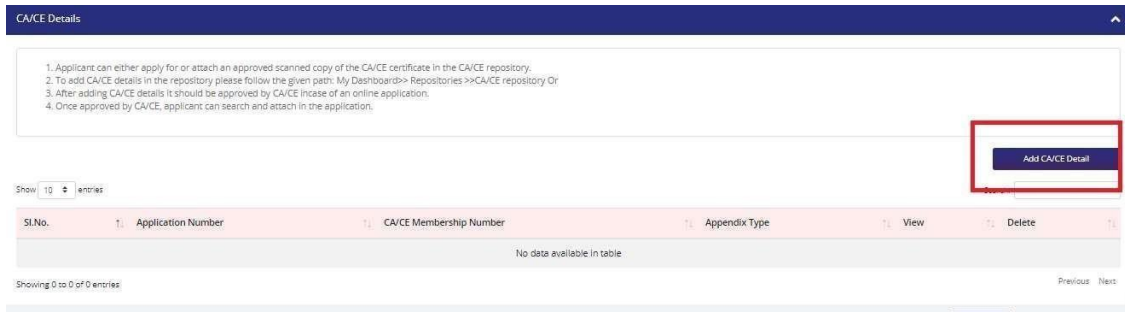 CA/CE Details
1. Applicant can either apply for or attach an approved scanned copy of the CA/CE certificate in the CA/CE repository.
2. To add CA/CE details in the repository please follow the given path: My Dashboard>> Repositories >>CA/CE repository Or
3. After adding CA/CE details it should be approved by CA/CE incase of an online application.
4. Once approved by CA/CE, applicant can search and attach in the application.
Add CA/CE Detail
Show 10 entries
Sl.No. Application Number CA/CE Membership Number Appendix Type View Delete
No data available in table
Showing 0 to 0 of 0 entries
Previous Next